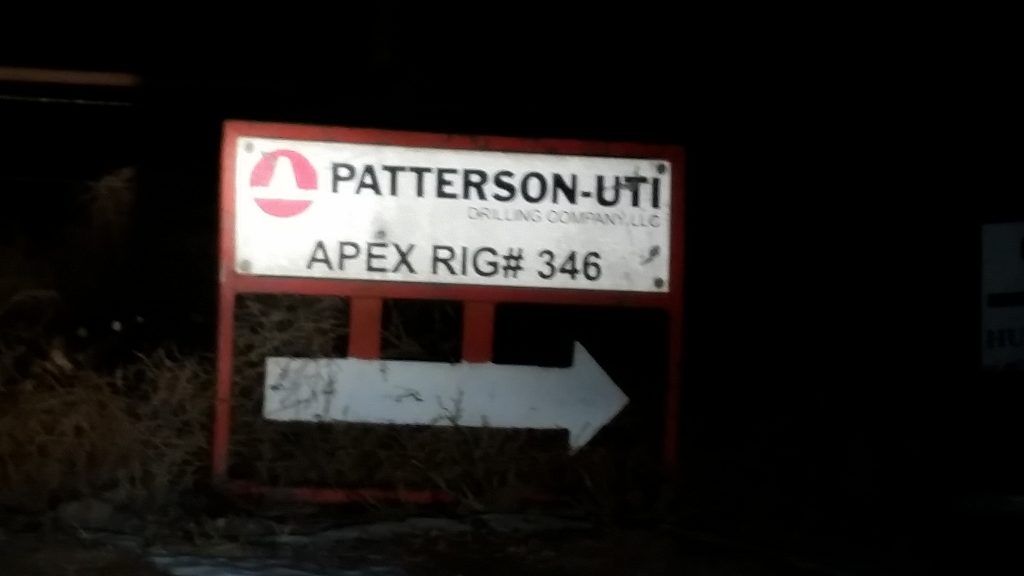 PATTERSON-UTI
DRILLING COMPANY, LLC
APEX RIG# 346